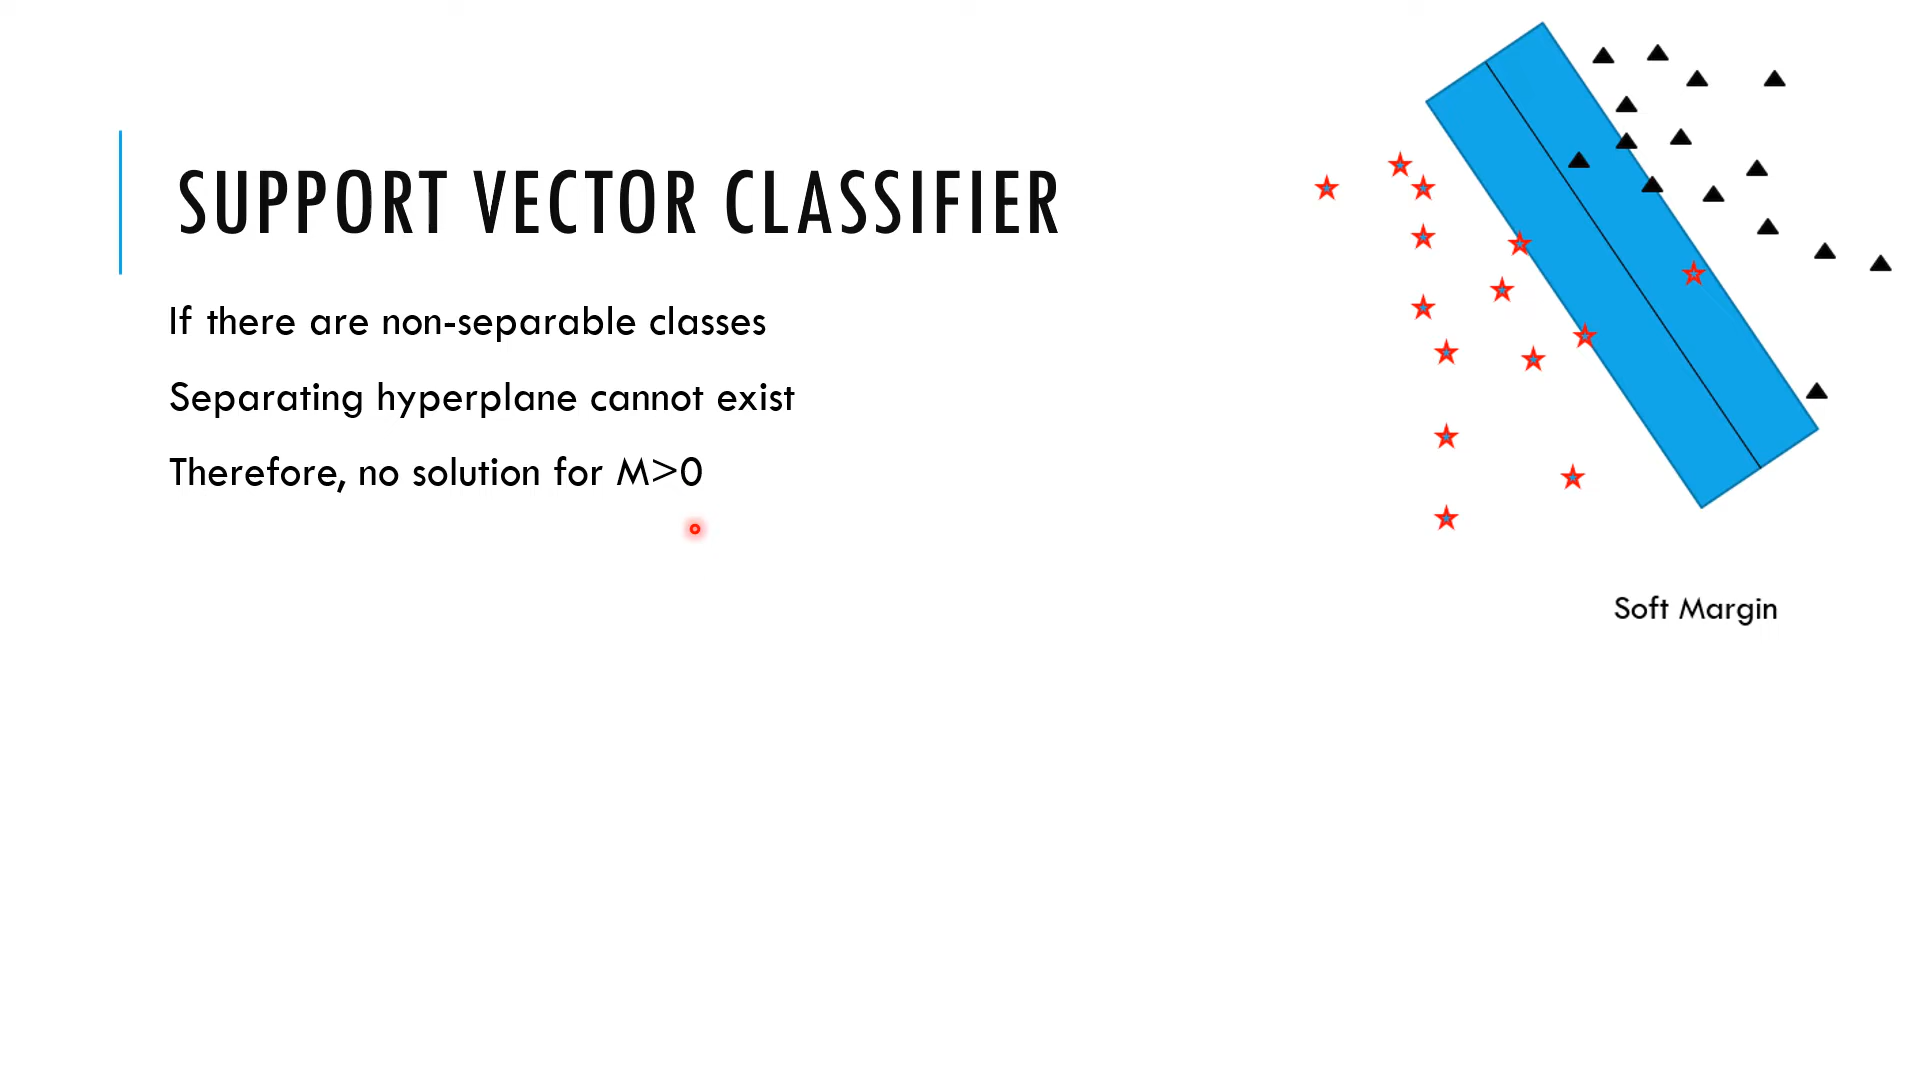 SUPPORT VECTOR CLASSIFIER
If there are non-separable classes
Separating hyperplane cannot exist
Therefore, no solution for M>0
Soft Margin